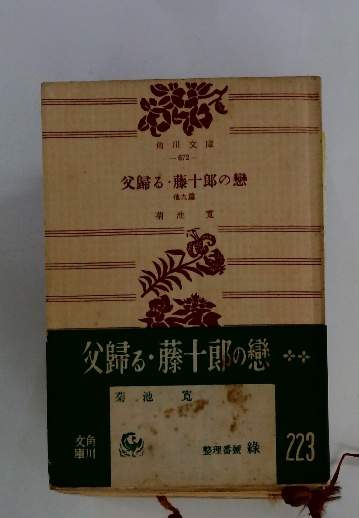 角川文庫
—672—
父歸る・藤十郎の戀
他九篇
菊池寛
父歸る・藤十郎の戀
菊池寛
角川
文庫
整理番號 綠 223